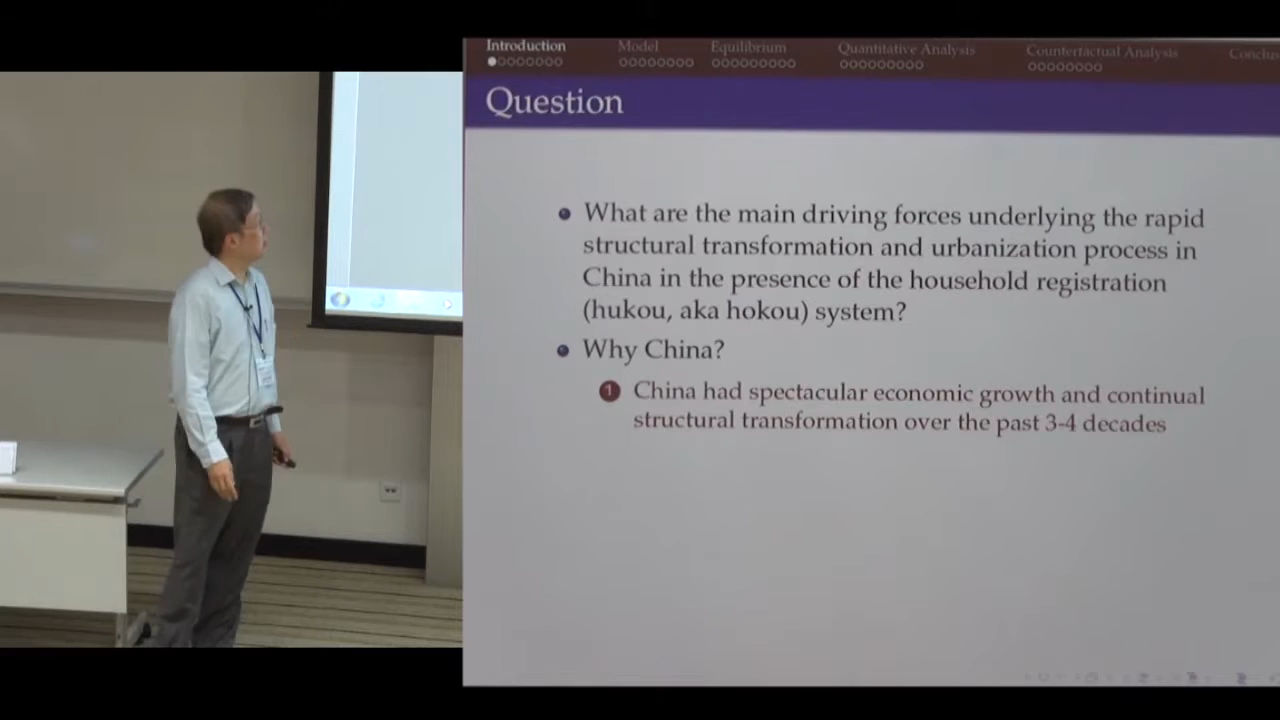 Introduction Model Equilibrium Quantitative Analysis Counterfactual Analysis
Question
What are the main driving forces underlying the rapid
structural transformation and urbanization process in
China in the presence of the household registration
(hukou, aka hokou) system?
Why China?
1 China had spectacular economic growth and continual
structural transformation over the past 3-4 decades